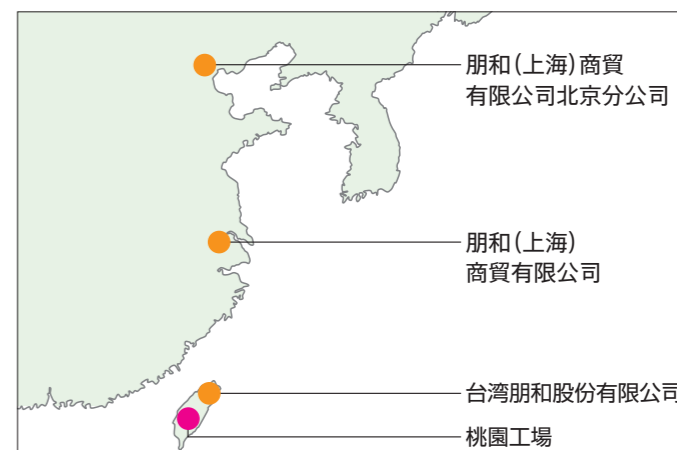 朋和(上海)商貿
有限公司北京分公司
朋和(上海)
商貿有限公司
台湾朋和股份有限公司
桃園工場